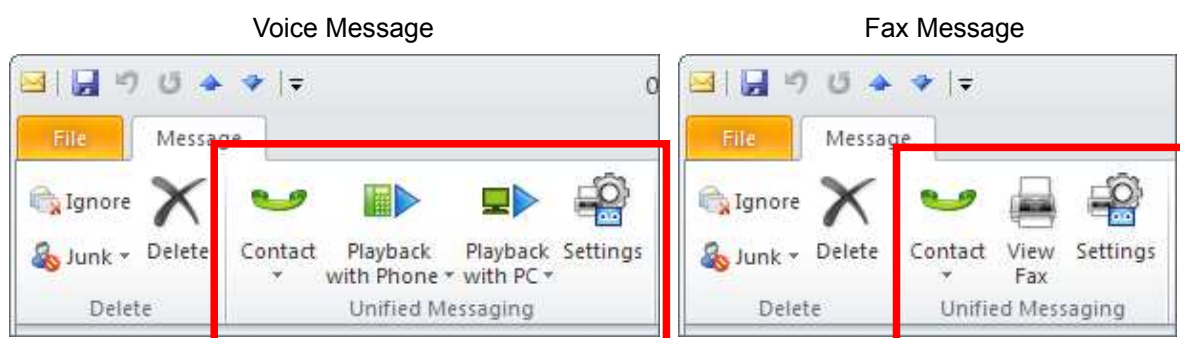 Voice Message
0
File Message
Ignore
Junk
Delete
Contact
Playback
with Phone
Playback
with PC
Settings
Delete
Unified Messaging
Fax Message
File Message
Ignore
Junk
Delete
Contact
View
Fax
Settings
Delete
Unified Messaging